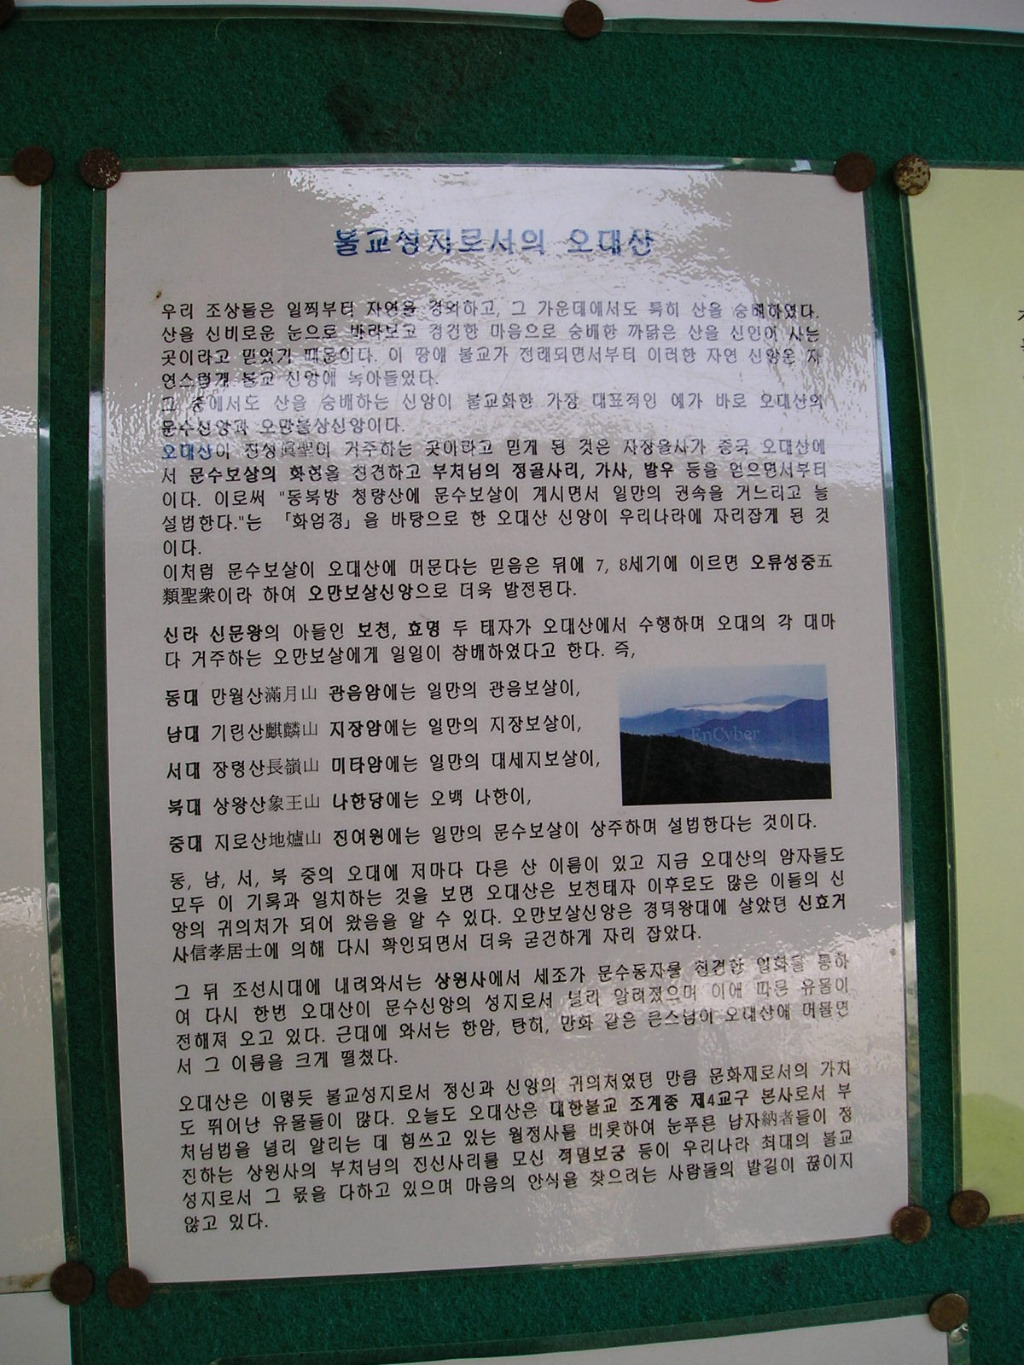 불교성지로서의 오대산
우리 조상들은 일찍부터 자연을 경외하고, 그 가운데에서도 특히 산을 숭배하였다.
산을 신비로운 눈으로 바라보고 경건한 마음으로 숭배한 까닭은 산을 신인이 사는
곳이라고 믿었기 때문이다. 이 땅에 불교가 전래되면서부터 이러한 자연 신앙은 자
연스럽게 불교 신앙에 녹아들었다.
그 중에서도 산을 숭배하는 신앙이 불교화한 가장 대표적인 예가 바로 오대산의
문수신앙과 오만불상신앙이다.
오대산이 진성眞聖이 거주하는 곳이라고 믿게 된 것은 자장율사가 중국 오대산에
서 문수보살의 화현을 친견하고 부처님의 정골사리, 가사, 발우 등을 얻으면서부터
이다. 이로써 "동북방 청량산에 문수보살이 계시면서 일만의 권속을 거느리고 늘
설법한다."는 「화엄경」을 바탕으로 한 오대산 신앙이 우리나라에 자리잡게 된 것
이다.
이처럼 문수보살이 오대산에 머문다는 믿음은 뒤에 7, 8세기에 이르면 오류성중五
類聖衆이라 하여 오만보살신앙으로 더욱 발전된다.
신라 신문왕의 아들인 보천, 효명 두 태자가 오대산에서 수행하며 오대의 각 대마
다 거주하는 오만보살에게 일일이 참배하였다고 한다. 즉,
동대 만월산滿月山 관음암에는 일만의 관음보살이,
남대 기린산麒麟山 지장암에는 일만의 지장보살이,
EnCyber
서대 장령산長嶺山 미타암에는 일만의 대세지보살이,
북대 상왕산象王山 나한당에는 오백 나한이,
중대 지로산地爐山 진여원에는 일만의 문수보살이 상주하며 설법한다는 것이다.
동, 남, 서, 북 중의 오대에 저마다 다른 산 이름이 있고 지금 오대산의 암자들도
모두 이 기록과 일치하는 것을 보면 오대산은 보천태자 이후로도 많은 이들의 신
앙의 귀의처가 되어 왔음을 알 수 있다. 오만보살신앙은 경덕왕대에 살았던 신효거
사信孝居士에 의해 다시 확인되면서 더욱 굳건하게 자리 잡았다.
그 뒤 조선시대에 내려와서는 상원사에서 세조가 문수동자를 친견한 일화를 통하
여 다시 한번 오대산이 문수신앙의 성지로서 널리 알려졌으며 이에 따른 유물이
전해져 오고 있다. 근대에 와서는 한암, 탄허, 만화 같은 큰스님이 오대산에 머물면
서 그 이름을 크게 떨쳤다.
오대산은 이렇듯 불교성지로서 정신과 신앙의 귀의처였던 만큼 문화재로서의 가치
도 뛰어난 유물들이 많다. 오늘도 오대산은 대한불교 조계종 제4교구 본사로서 부
처님법을 널리 알리는 데 힘쓰고 있는 월정사를 비롯하여 눈푸른 납자納者들이 정
진하는 상원사의 부처님의 진신사리를 모신 적멸보궁 등이 우리나라 최대의 불교
성지로서 그 몫을 다하고 있으며 마음의 안식을 찾으려는 사람들의 발길이 끊이지
않고 있다.